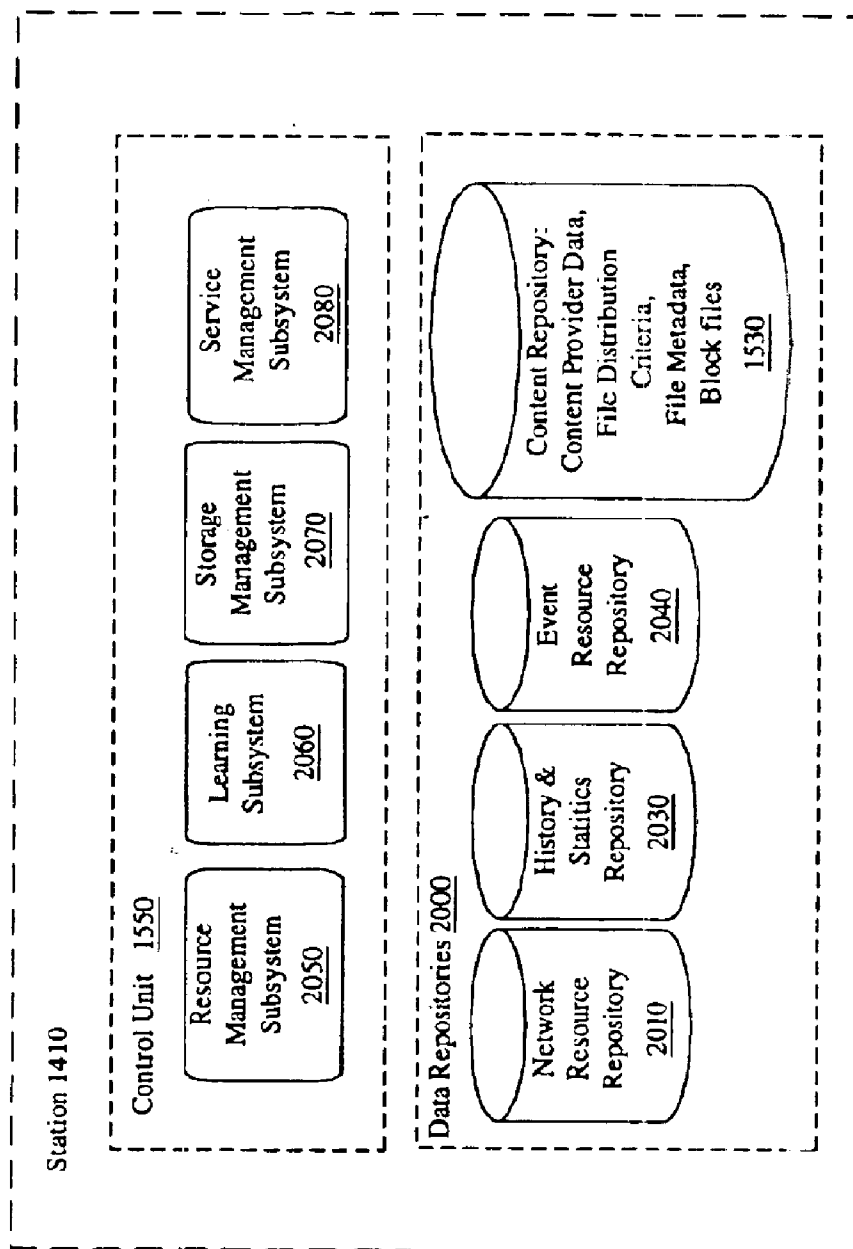 Station 1410
Control Unit 1550
Resource
Management
Subsystem
2050
Learning
Subsystem
2060
Storage
Management
Subsystem
2070
Service
Management
Subsystem
2080
Data Repositories 2000
Network
Resource
Repository
2010
History &
Statitics
Repository
2030
Event
Resource
Repository
2040
Content Repository:
Content Provider Data,
File Distribution
Criteria,
File Metadata,
Block files
1530